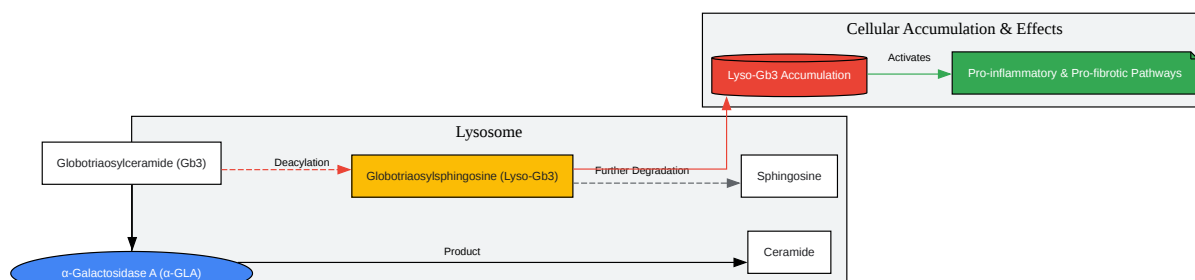 Cellular Accumulation & Effects
Lyso-Gb3 Accumulation
Activates
Pro-inflammatory & Pro-fibrotic Pathways
Lysosome
Globotriaosylceramide (Gb3)
Deacylation
Globotriaosylsphingosine (Lyso-Gb3)
Further Degradation
Sphingosine
α-Galactosidase A (α-GLA)
Product
Ceramide